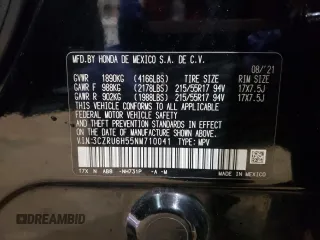 MFD.BY HONDA DE MEXICO S.A. DE C.V.
08/'21
GVWR 1890KG (4166LBS) TIRE SIZE RIM SIZE
GAWR F 988KG (2178LBS) 215/55R17 94V 17X7.5J
GAWR R 902KG (1988LBS) 215/55R17 94V 17X7.5J
THIS VEHICLE CONFORMS TO ALL APPLICABLE
FEDERAL MOTOR VEHICLE SAFETY AND THEFT
PREVENTION STANDARDS IN EFFECT ON THE DATE
OF MANUFACTURE SHOWN ABOVE.
V.I.N:3CZRU6H55NM710041 TYPE:MPV
17X N ABB -NH731P -A -M
MADE IN MEXICO
© DREAMBID